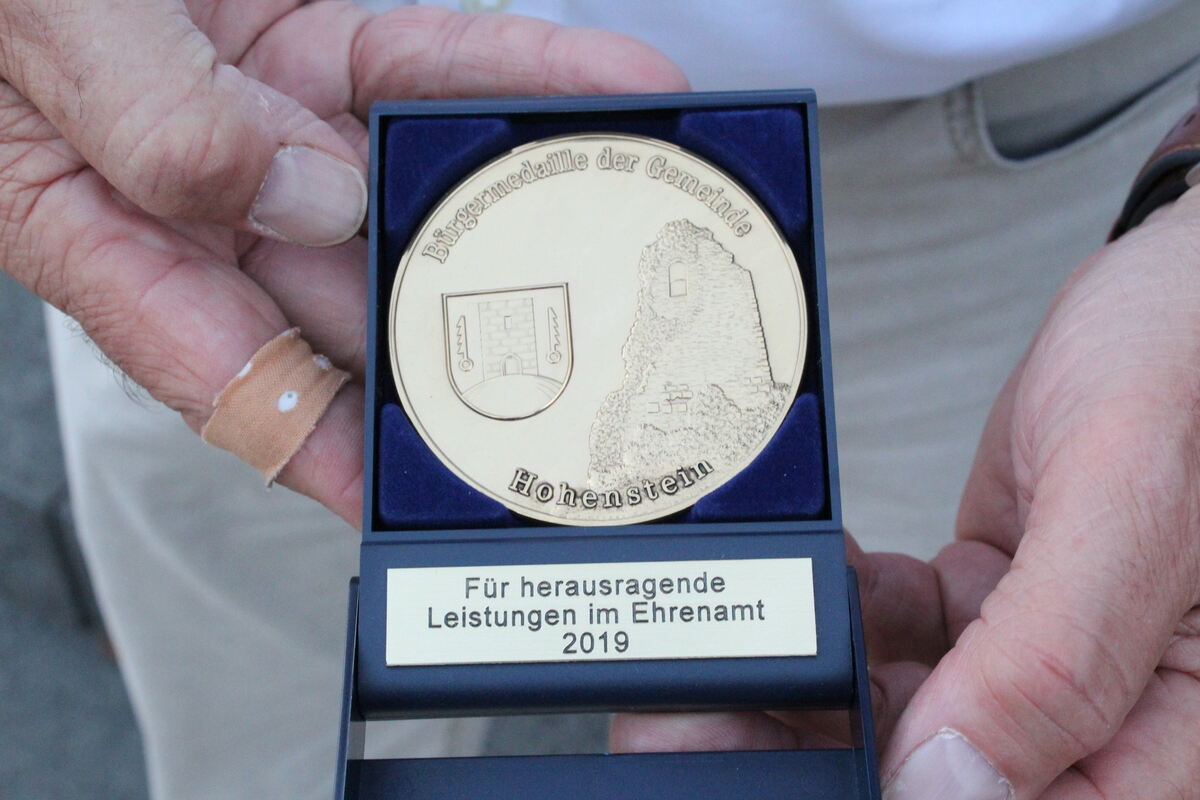 Bürgermedaille der Gemeinde
Hohenstein
Für herausragende
Leistungen im Ehrenamt
2019